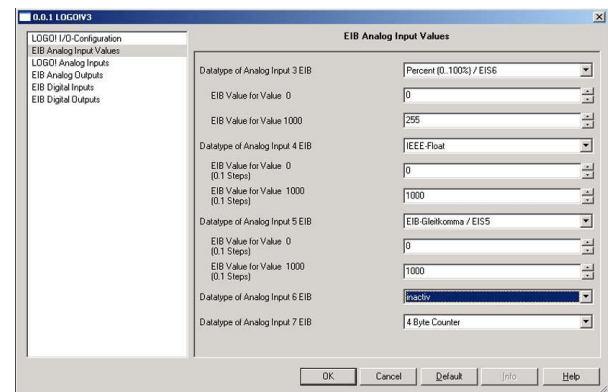 0.0.1 LOGO!V3
LOGO! I/O-Configuration
EIB Analog Input Values
LOGO! Analog Inputs
EIB Analog Outputs
EIB Digital Inputs
EIB Digital Outputs
EIB Analog Input Values
Datatype of Analog Input 3 EIB
Percent (0..100%) / EIS6
EIB Value for Value 0
0
EIB Value for Value 1000
255
Datatype of Analog Input 4 EIB
IEEE-Float
EIB Value for Value 0
(0.1 Steps)
0
EIB Value for Value 1000
(0.1 Steps)
1000
Datatype of Analog Input 5 EIB
EIB-Gleitkomma / EIS5
EIB Value for Value 0
(0.1 Steps)
0
EIB Value for Value 1000
(0.1 Steps)
1000
Datatype of Analog Input 6 EIB
inactiv
Datatype of Analog Input 7 EIB
4 Byte Counter
OK
Cancel
Default
Info
Help